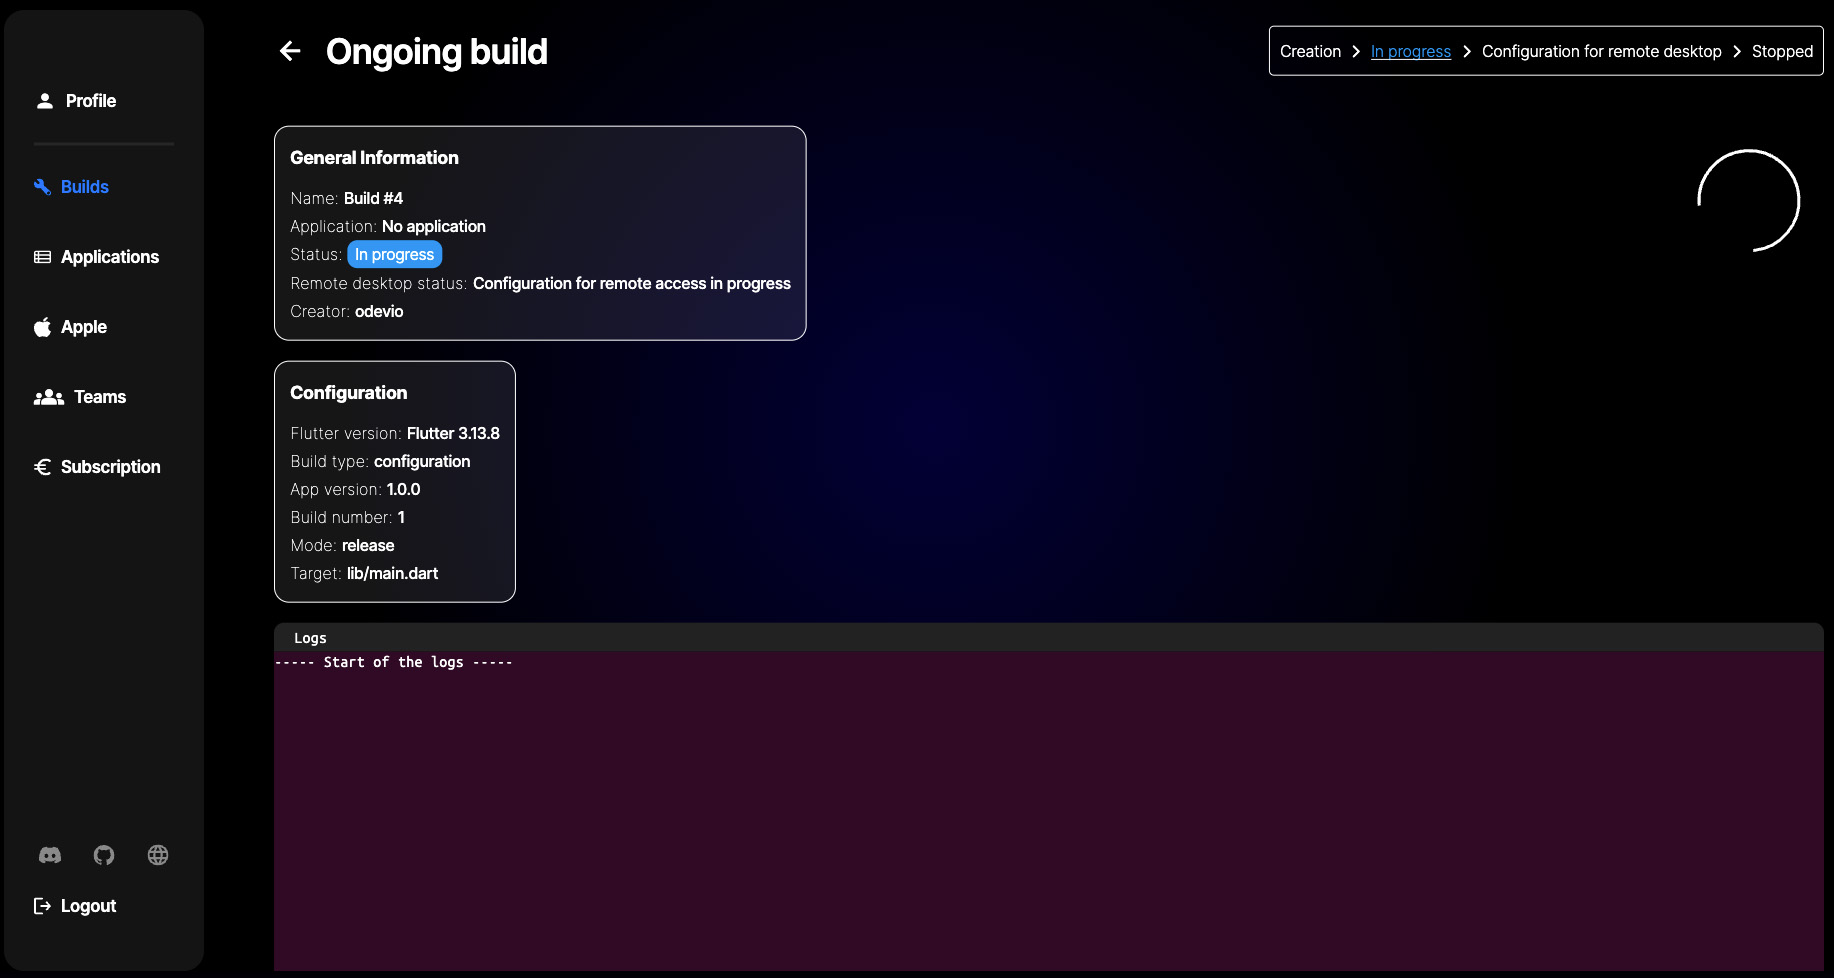 Profile
Builds
Applications
Apple
Teams
Subscription
Logout
Ongoing build
Creation In progress Configuration for remote desktop Stopped
General Information
Name: Build #4
Application: No application
Status: In progress
Remote desktop status: Configuration for remote access in progress
Creator: odevio
Configuration
Flutter version: Flutter 3.13.8
Build type: configuration
App version: 1.0.0
Build number: 1
Mode: release
Target: lib/main.dart
Logs
----- Start of the logs -----